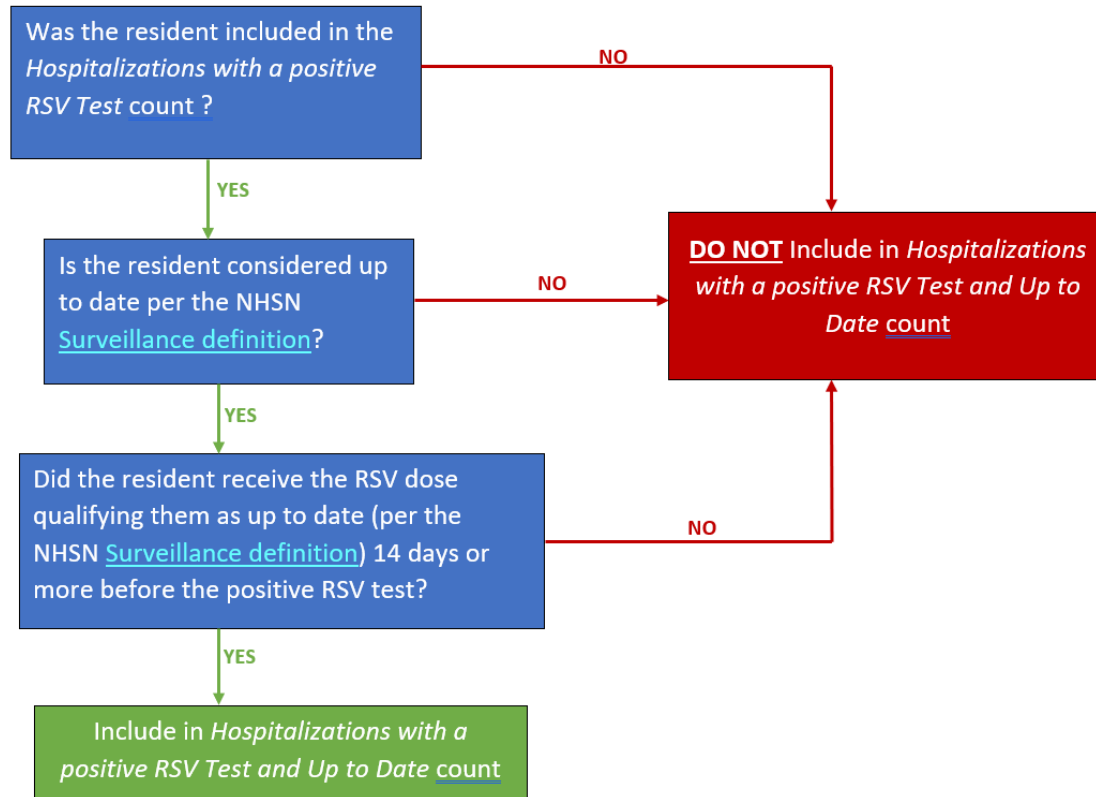 Was the resident included in the
Hospitalizations with a positive
RSV Test count ?
NO
YES
Is the resident considered up
to date per the NHSN
Surveillance definition?
NO
DO NOT Include in Hospitalizations
with a positive RSV Test and Up to
Date count
YES
Did the resident receive the RSV dose
qualifying them as up to date (per the
NHSN Surveillance definition) 14 days or
more before the positive RSV test?
NO
YES
Include in Hospitalizations with a
positive RSV Test and Up to Date count